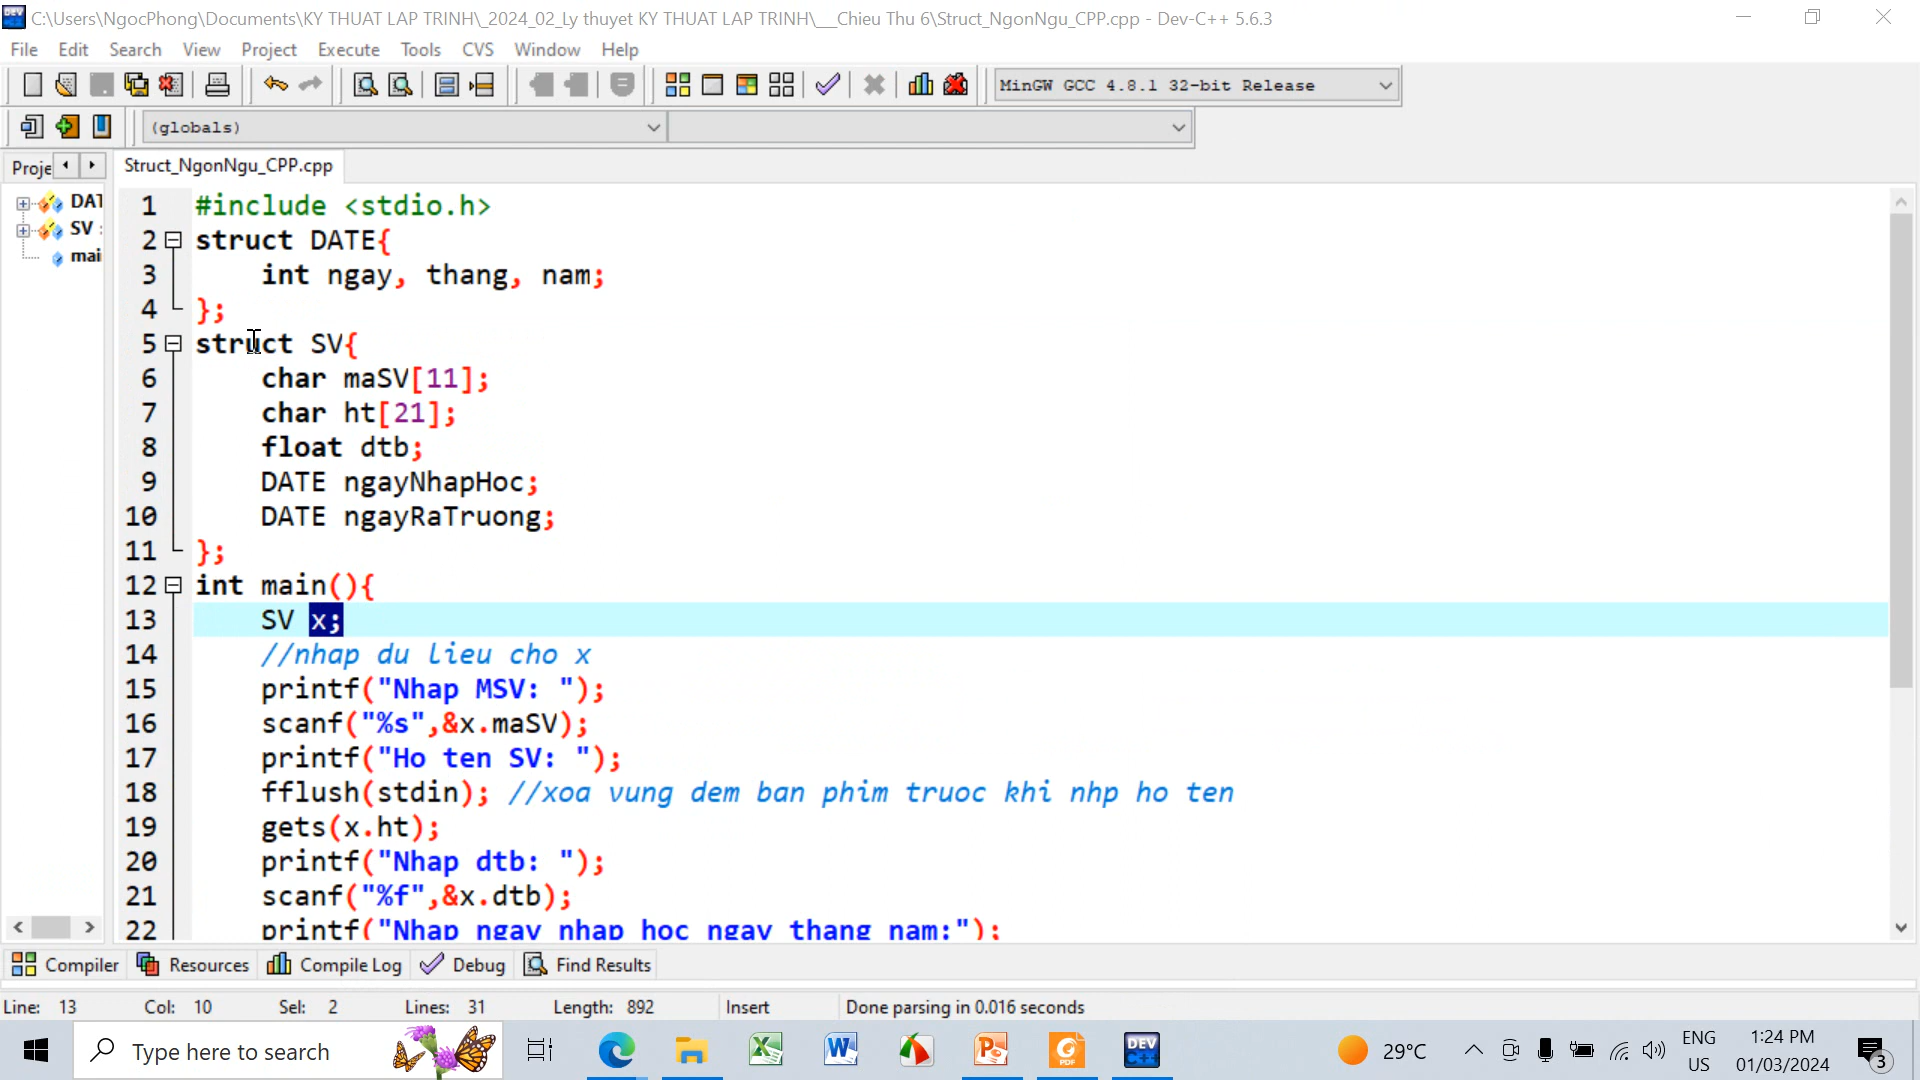 C:\Users\NgocPhong\Documents\KY THUAT LAP TRINH\_2024_02_Ly thuyet KY THUAT LAP TRINH\___Chieu Thu 6\Struct_NgonNgu_CPP.cpp - Dev-C++ 5.6.3
File Edit Search View Project Execute Tools CVS Window Help
MinGW GCC 4.8.1 32-bit Release
(globals)
Proje Struct_NgonNgu_CPP.cpp
DAT
SV :
mai
1 #include <stdio.h>
2 struct DATE{
3 int ngay, thang, nam;
4 };
5 struct SV{
6 char maSV[11];
7 char ht[21];
8 float dtb;
9 DATE ngayNhapHoc;
10 DATE ngayRaTruong;
11 };
12 int main(){
13 SV x;
14 //nhap du lieu cho x
15 printf("Nhap MSV: ");
16 scanf("%s",&x.maSV);
17 printf("Ho ten SV: ");
18 fflush(stdin); //xoa vung dem ban phim truoc khi nhp ho ten
19 gets(x.ht);
20 printf("Nhap dtb: ");
21 scanf("%f",&x.dtb);
22 printf("Nhap ngay nhap hoc ngay thang nam:");
Compiler Resources Compile Log Debug Find Results
Line: 13 Col: 10 Sel: 2 Lines: 31 Length: 892 Insert Done parsing in 0.016 seconds
Type here to search
DEV
29°C
ENG
US
1:24 PM
01/03/2024
3